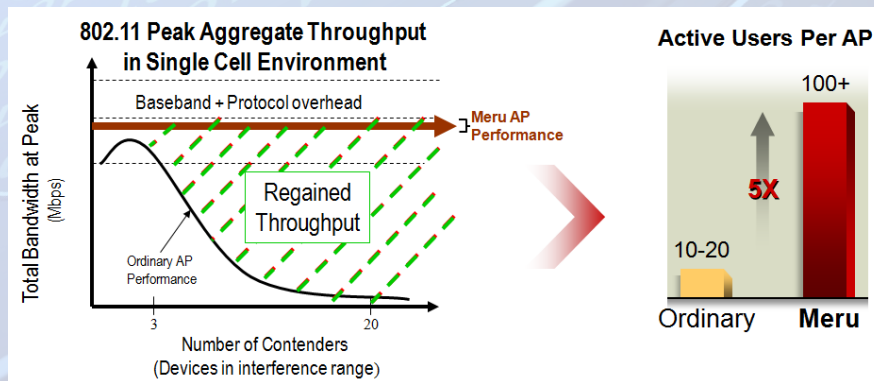 802.11 Peak Aggregate Throughput
in Single Cell Environment
Total Bandwidth at Peak
(Mbps)
Baseband + Protocol overhead
Meru AP
Performance
Regained
Throughput
Ordinary AP
Performance
3
20
Number of Contenders
(Devices in interference range)
Active Users Per AP
100+
5X
10-20
Ordinary
Meru